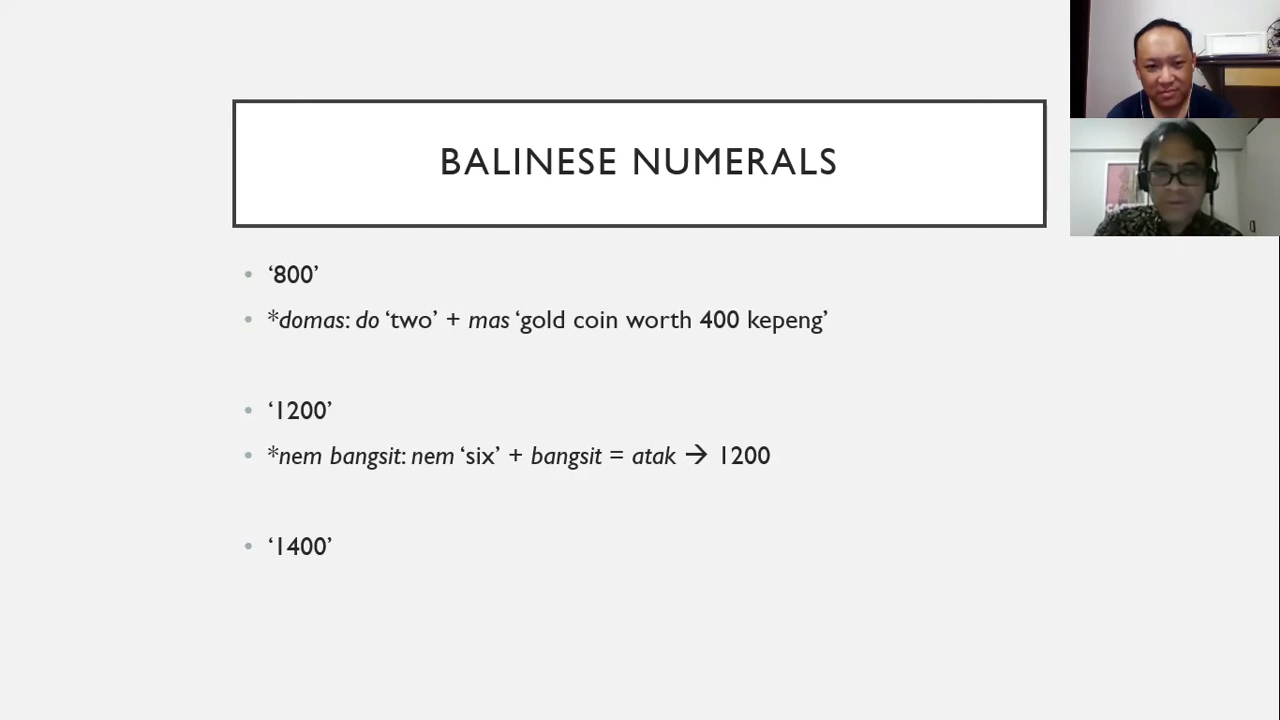 BALINESE NUMERALS
• ‘800’
• *domas: do ‘two’ + mas ‘gold coin worth 400 kepeng’
• ‘1200’
• *nem bangsit: nem ‘six’ + bangsit = atak → 1200
• ‘1400’